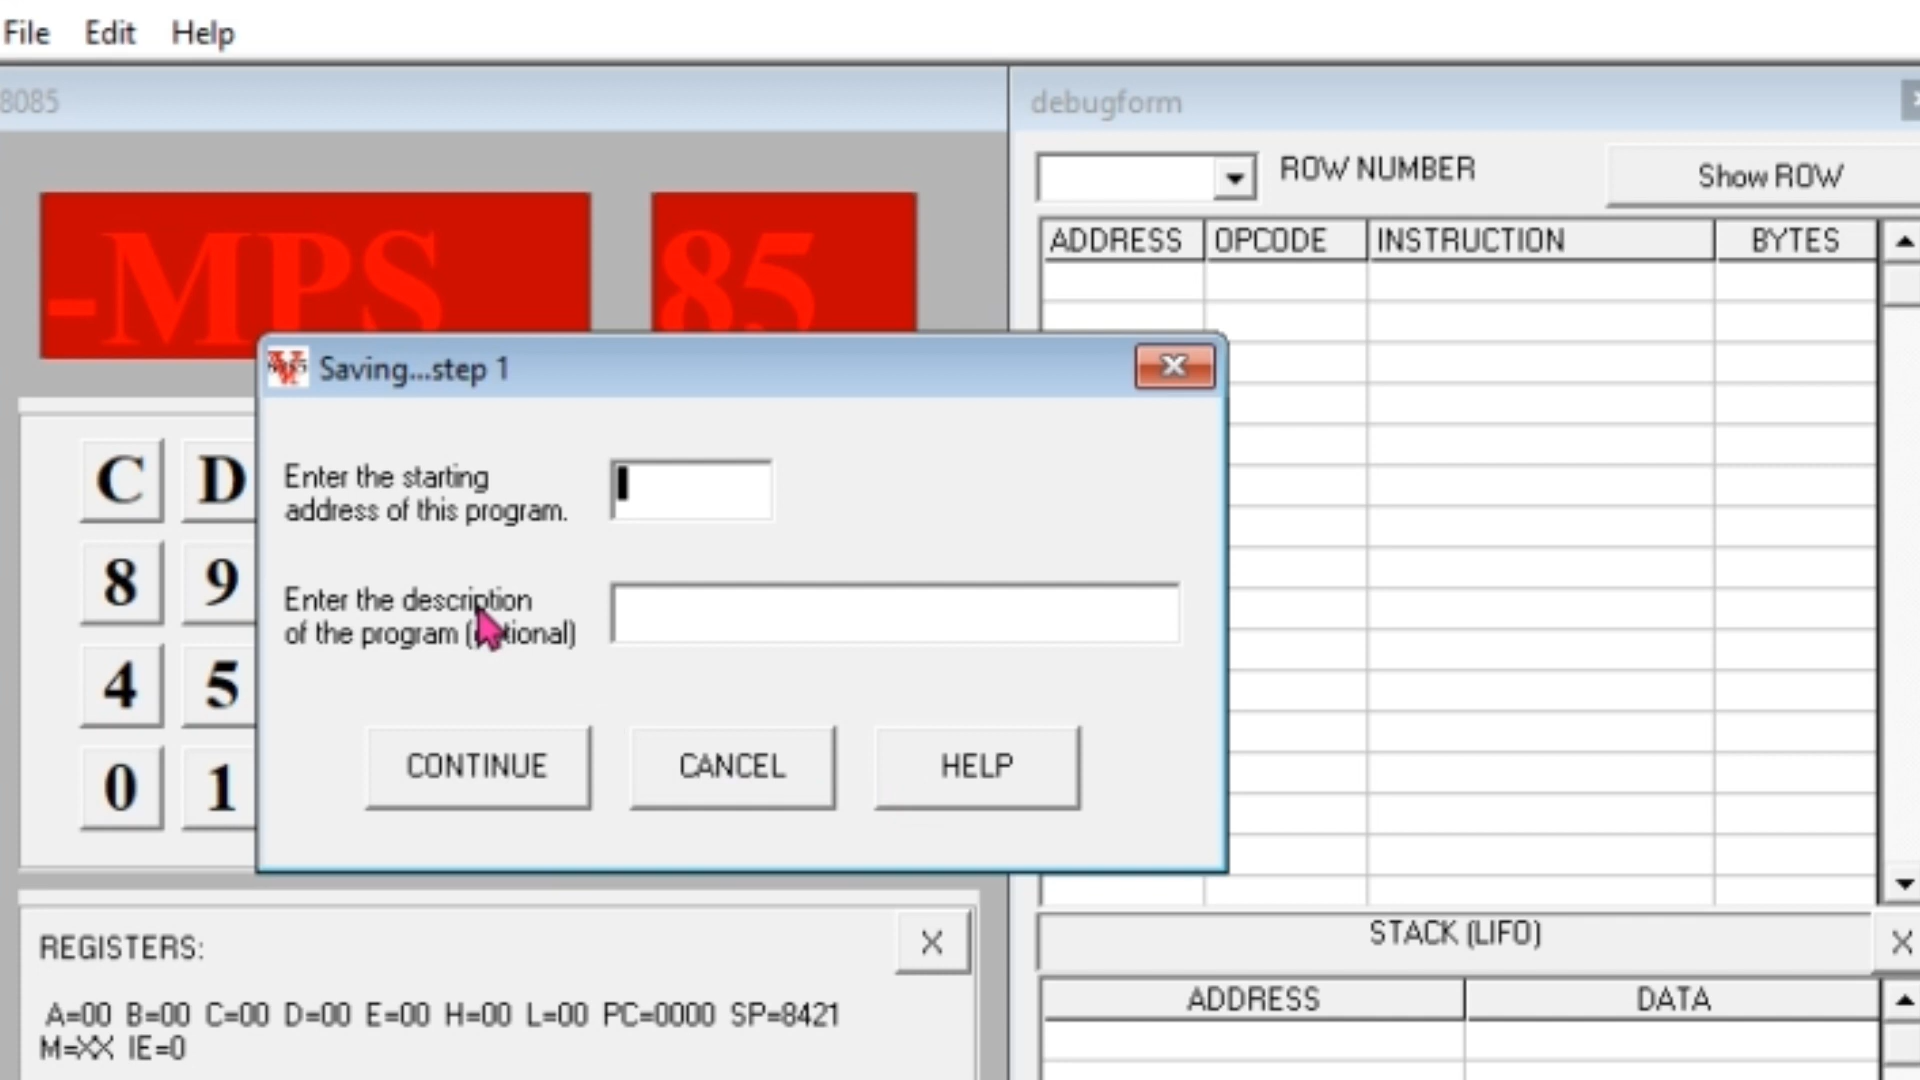 File Edit Help
8085
debugform
ROW NUMBER
Show ROW
-MPS 85
ADDRESS OPCODE INSTRUCTION BYTES
Saving...step 1
C D
Enter the starting
address of this program.
8 9
Enter the description
of the program
4 5
CONTINUE CANCEL HELP
0 1
REGISTERS:
X
STACK (LIFO)
X
A=00 B=00 C=00 D=00 E=00 H=00 L=00 PC=0000 SP=8421
M=XX IE=0
ADDRESS DATA